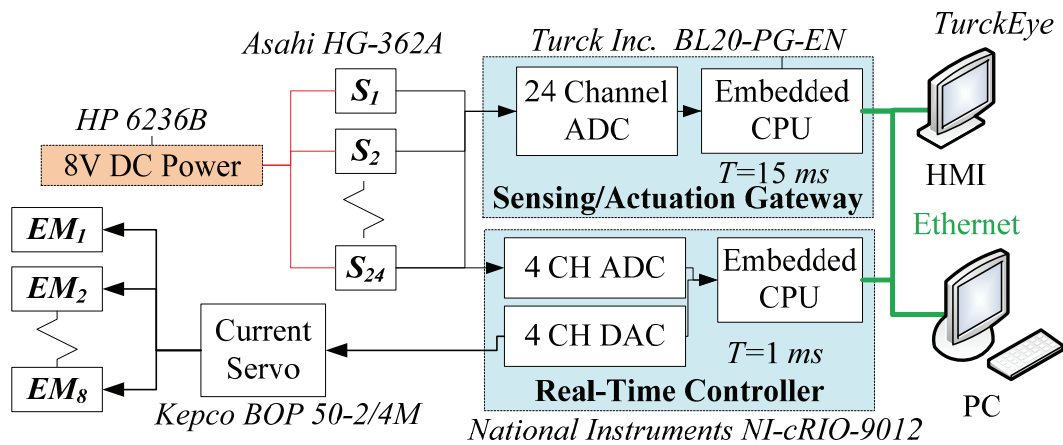 Asahi HG-362A
Turck Inc. BL20-PG-EN
TurckEye
HP 6236B
8V DC Power
S1
S2
S24
24 Channel
ADC
Embedded
CPU
T=15 ms
Sensing/Actuation Gateway
HMI
Ethernet
EM1
EM2
EM8
Current
Servo
Kepco BOP 50-2/4M
4 CH ADC
4 CH DAC
Embedded
CPU
T=1 ms
Real-Time Controller
National Instruments NI-cRIO-9012
PC